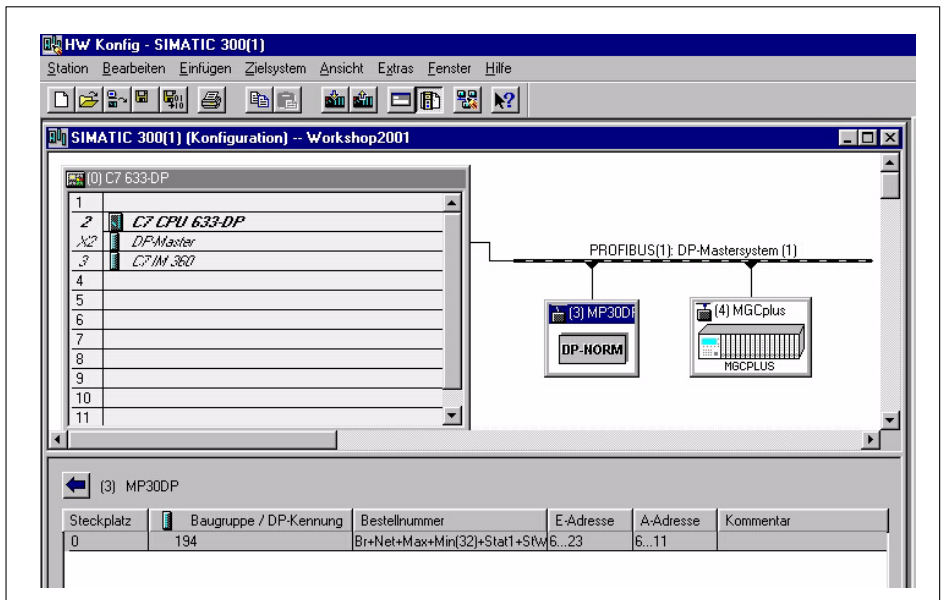 HW Konfig - SIMATIC 300(1)
Station Bearbeiten Einfügen Zielsystem Ansicht Extras Fenster Hilfe
SIMATIC 300(1) (Konfiguration) -- Workshop2001
(0) C7 633-DP
1
2 C7 CPU 633-DP
X2 DP-Master
3 C7 IM 360
4
5
6
7
8
9
10
11
PROFIBUS(1): DP-Mastersystem (1)
(3) MP30DP
DP-NORM
(4) MGCplus
MGCPLUS
(3) MP30DP
Steckplatz Baugruppe / DP-Kennung Bestellnummer E-Adresse A-Adresse Kommentar
0 194 Br+Net+Max+Min(32)+Stat1+StW 6...23 6...11